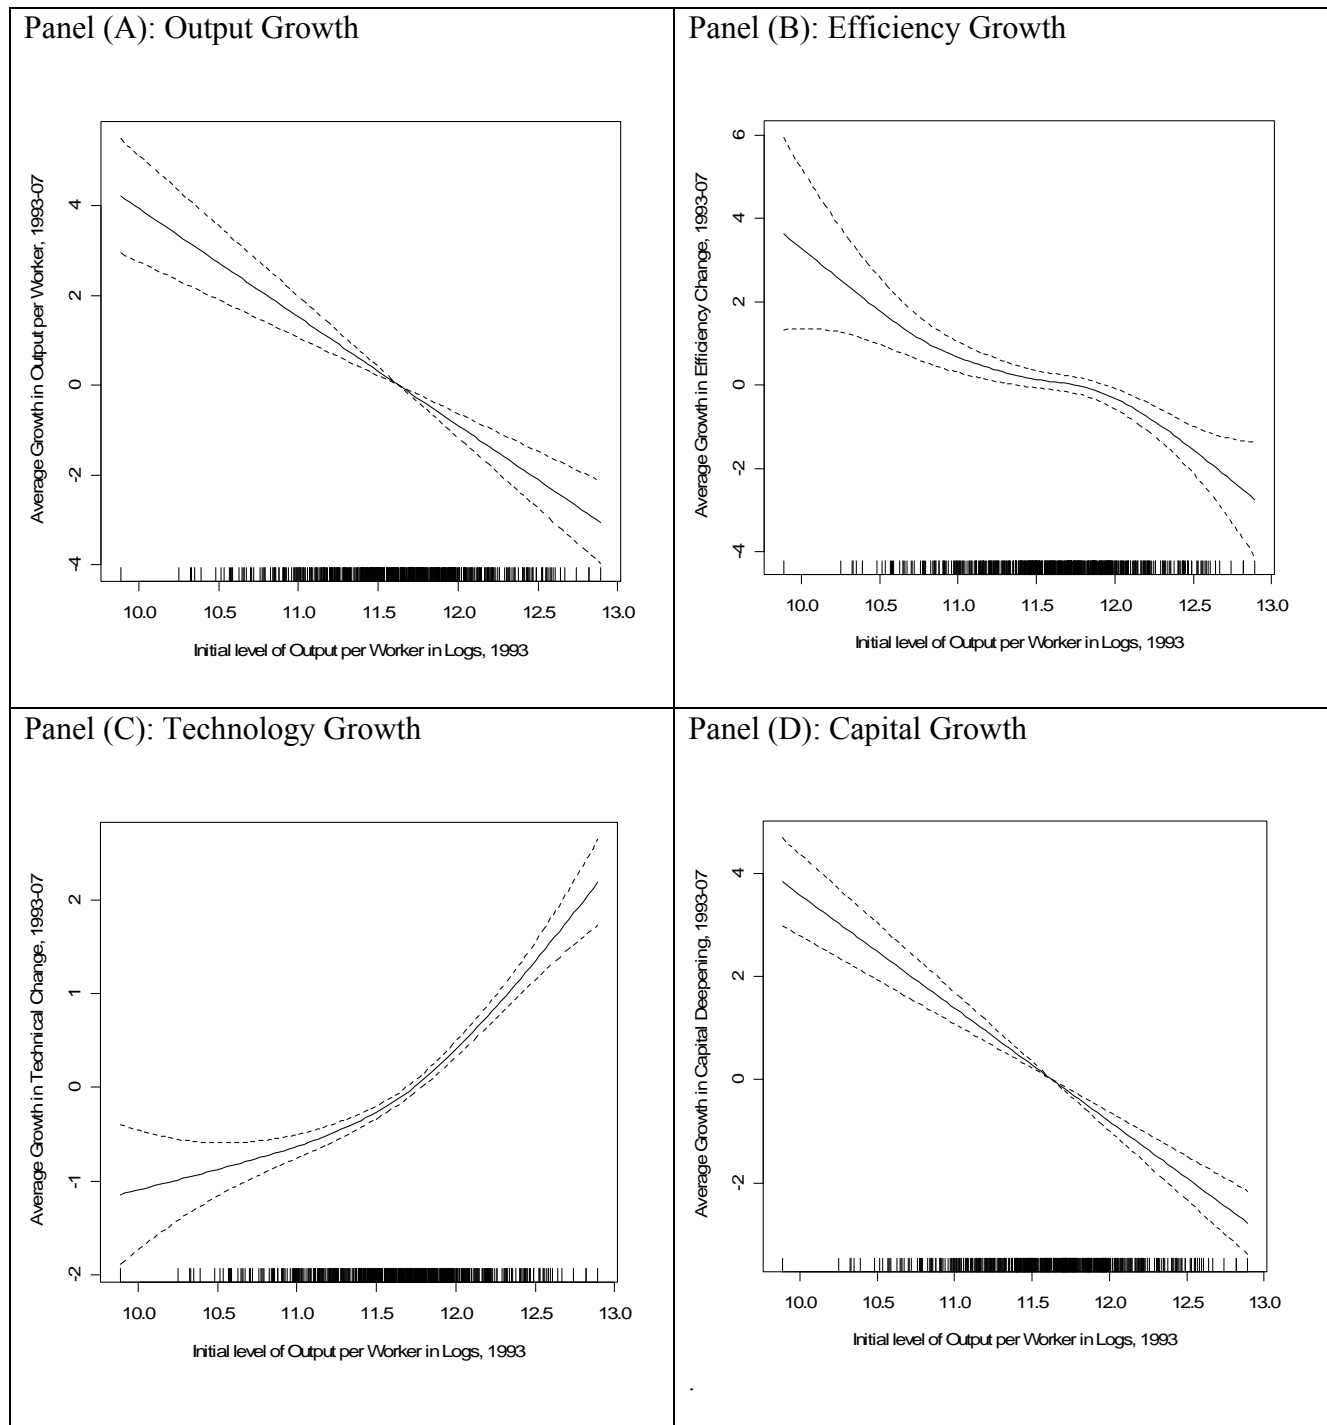 Panel (A): Output Growth
Average Growth in Output per Worker, 1993-07
4
2
0
-2
-4
10.0 10.5 11.0 11.5 12.0 12.5 13.0
Initial level of Output per Worker in Logs, 1993
Panel (B): Efficiency Growth
Average Growth in Efficiency Change, 1993-07
6
4
2
0
-2
-4
10.0 10.5 11.0 11.5 12.0 12.5 13.0
Initial level of Output per Worker in Logs, 1993
Panel (C): Technology Growth
Average Growth in Technical Change, 1993-07
2
1
0
-1
-2
10.0 10.5 11.0 11.5 12.0 12.5 13.0
Initial level of Output per Worker in Logs, 1993
Panel (D): Capital Growth
Average Growth in Capital Deepening, 1993-07
4
2
0
-2
10.0 10.5 11.0 11.5 12.0 12.5 13.0
Initial level of Output per Worker in Logs, 1993
.